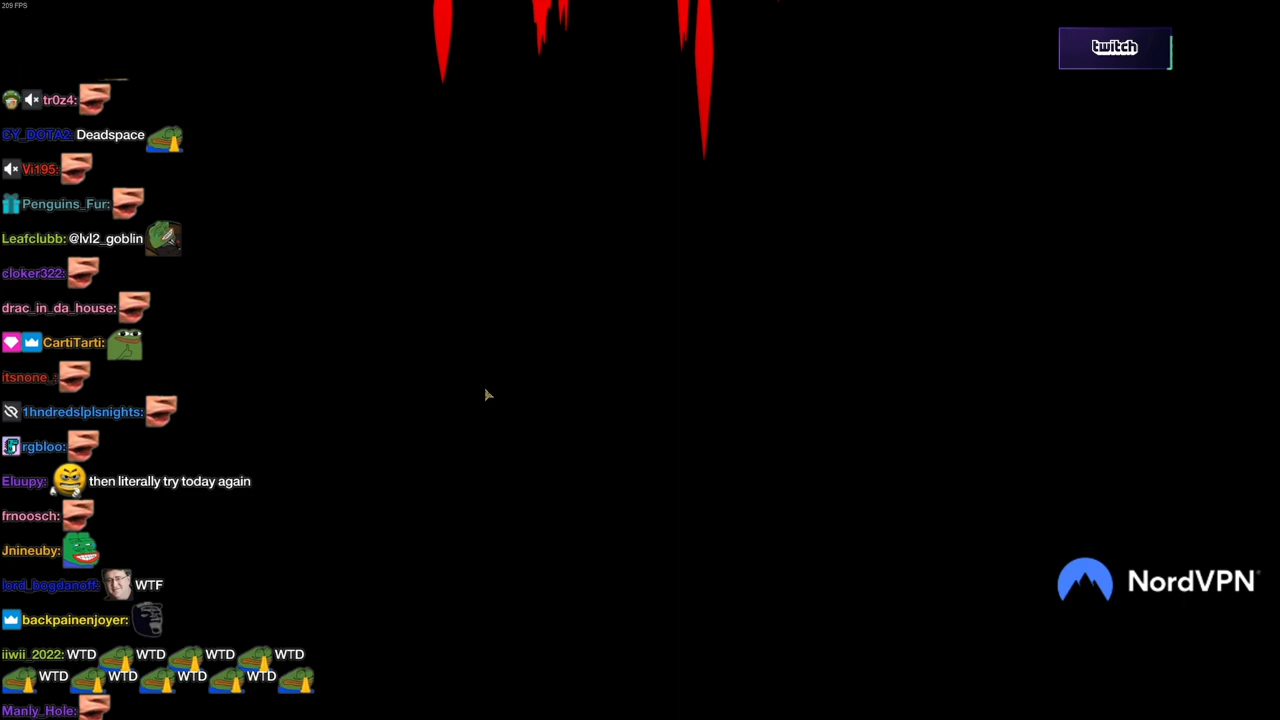 209 FPS
twitch
tr0z4:
CY_DOTA2: Deadspace
Vi195:
Penguins_Fur:
Leafclubb: @lvl2_goblin
cloker322:
drac_in_da_house:
CartiTarti:
itsnone_:
1hndredslplsnights:
rgbloo:
Eluupy: then literally try today again
frnoosch:
Jnineuby:
lord_bogdanoff: WTF
NordVPN
backpainenjoyer:
iiwii_2022: WTD WTD WTD WTD
WTD WTD WTD WTD
Manly_Hole: